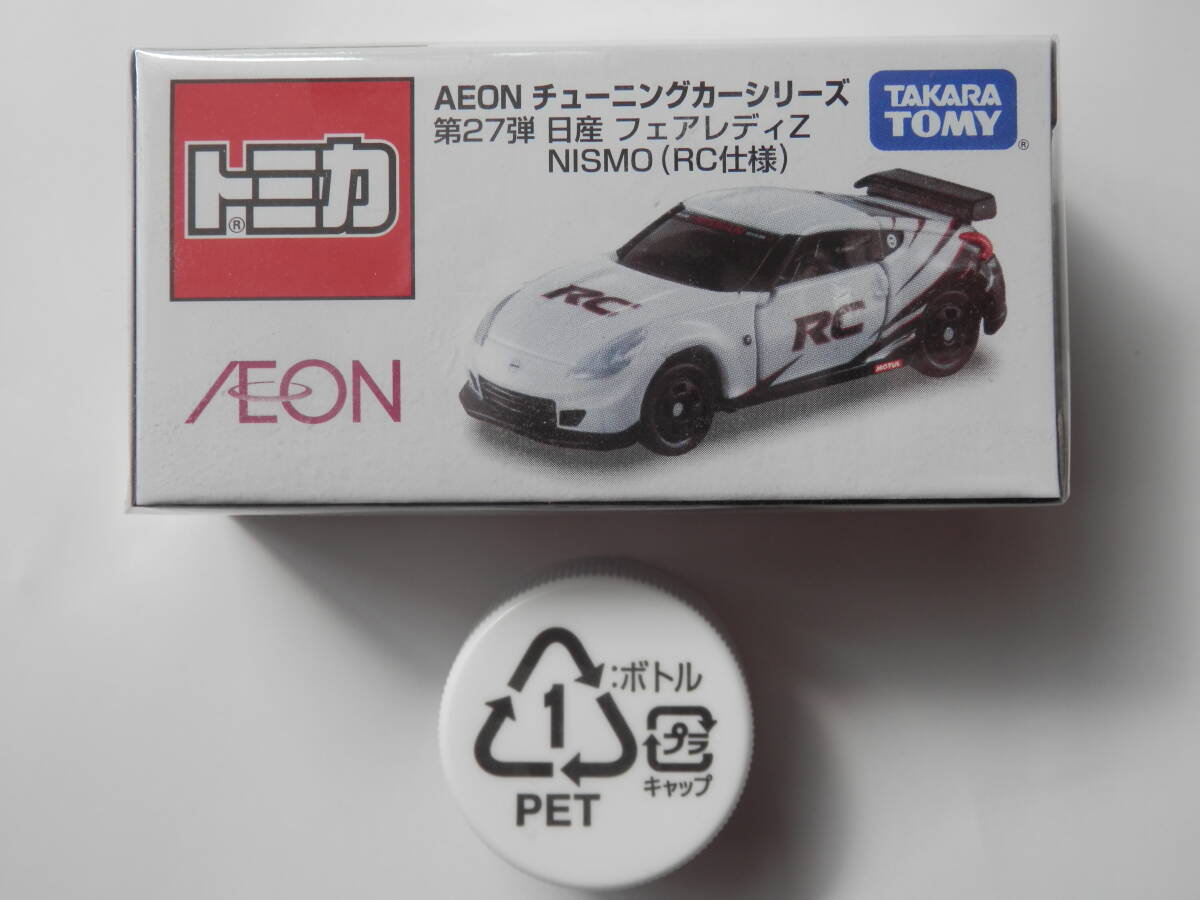 トミカ
®
AEON チューニングカーシリーズ
第27弾 日産 フェアレディZ
NISMO(RC仕様)
TAKARA
TOMY
®
RC
RC
MOTUL
AEON
1
:ボトル
プラ
キャップ
PET